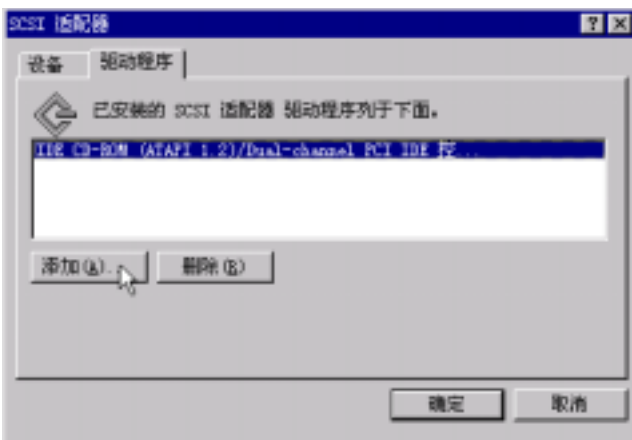 SCSI 适配器
设备 驱动程序
已安装的 SCSI 适配器 驱动程序列于下面。
IDE CD-ROM (ATAPI 1.2)/Dual-channel PCI IDE 控...
添加(A)... 删除(R)
确定 取消